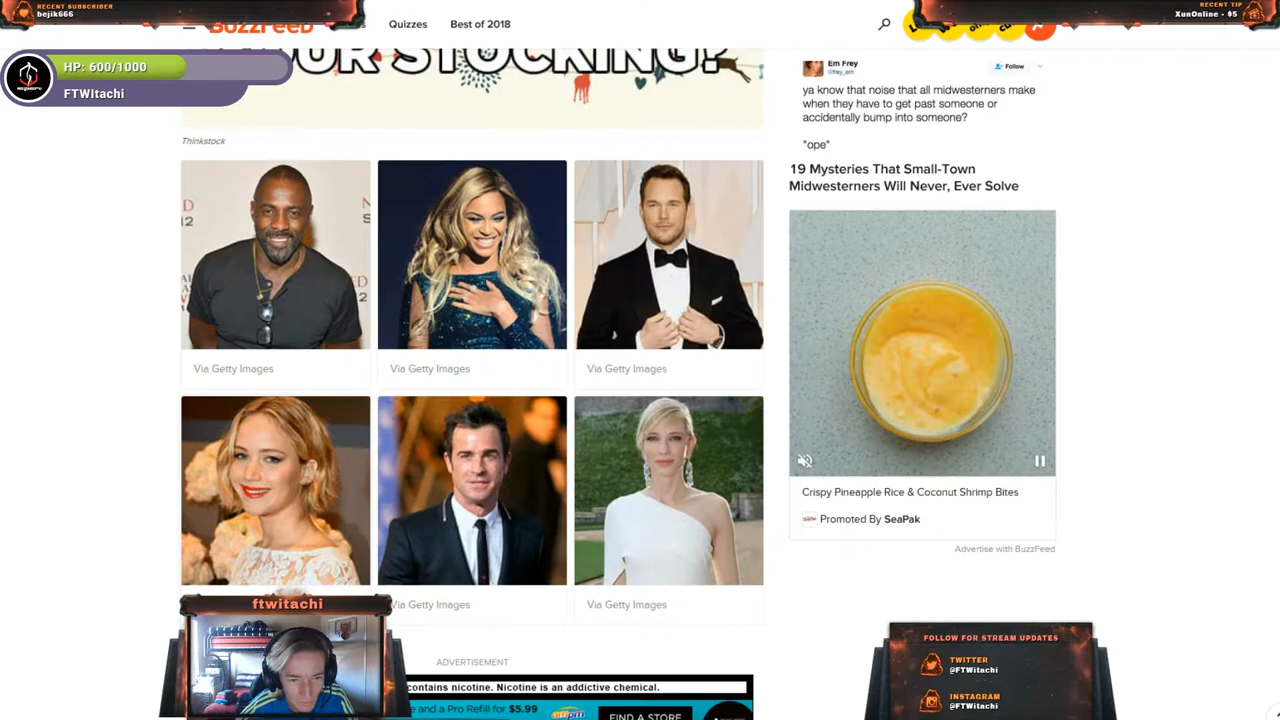 RECENT SUBSCRIBER
bejik666
BuzzFeed
Quizzes
Best of 2018
RECENT TIP
XunOnline - $5
HP: 600/1000
FTWItachi
OUR STOCKING?
Thinkstock
Via Getty Images
Via Getty Images
Via Getty Images
Via Getty Images
Via Getty Images
Em Frey
@frey_em
Follow
ya know that noise that all midwesterners make
when they have to get past someone or
accidentally bump into someone?
*ope*
19 Mysteries That Small-Town
Midwesterners Will Never, Ever Solve
Crispy Pineapple Rice & Coconut Shrimp Bites
Promoted By SeaPak
Advertise with BuzzFeed
ftwitachi
ADVERTISEMENT
contains nicotine. Nicotine is an addictive chemical.
e and a Pro Refill for $5.99
ampm
FIND A STORE
FOLLOW FOR STREAM UPDATES
TWITTER
@FTWitachi
INSTAGRAM
@FTWitachi